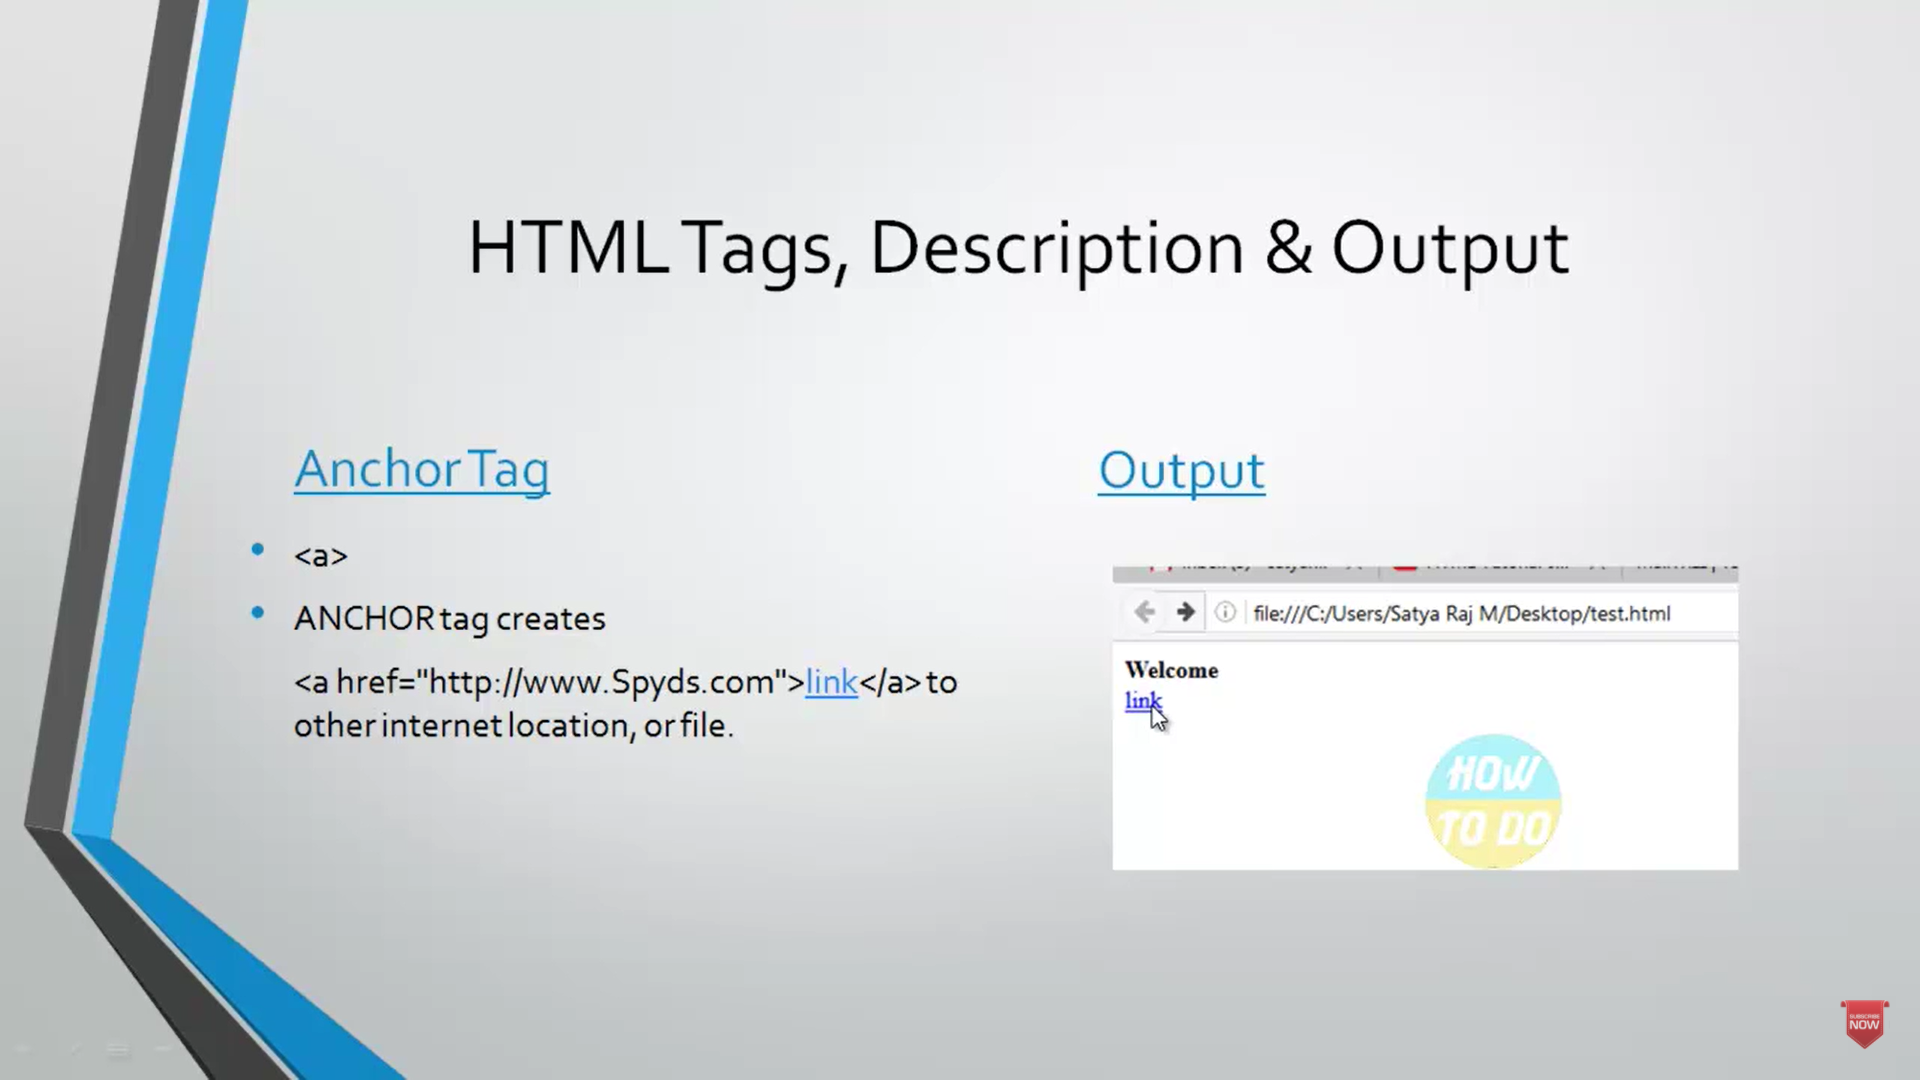 HTML Tags, Description & Output
Anchor Tag
<a>
ANCHOR tag creates
<a href="http://www.Spyds.com">link</a> to
other internet location, or file.
Output
file:///C:/Users/Satya Raj M/Desktop/test.html
Welcome
link
HOW
TO DO
SUBSCRIBE
NOW